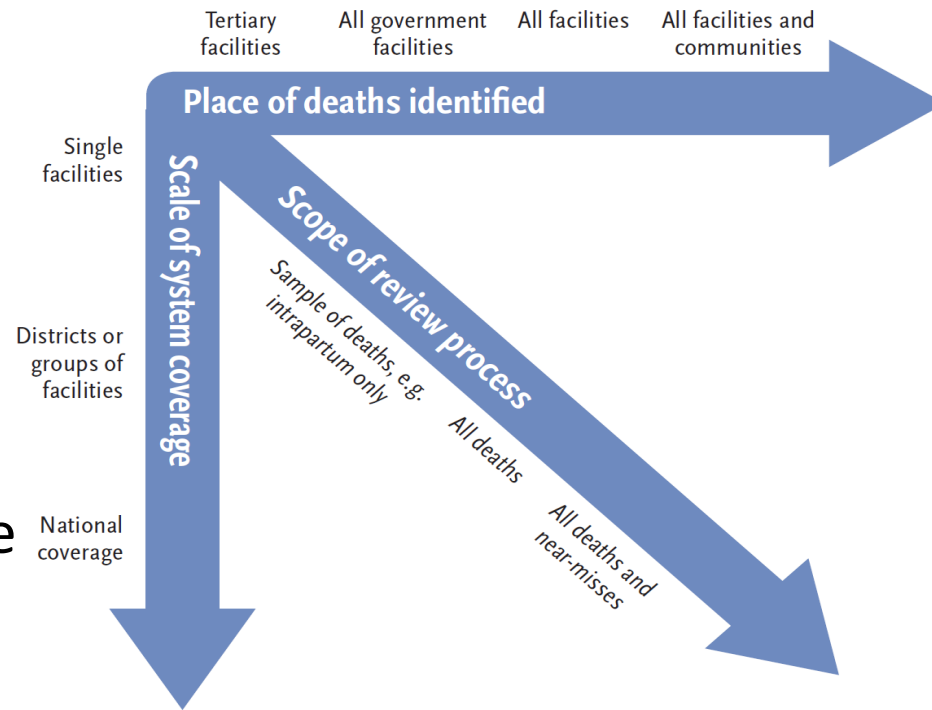 Tertiary
facilities
All government
facilities
All facilities
All facilities and
communities
Place of deaths identified
Single
facilities
Districts or
groups of
facilities
National
coverage
Scale of system coverage
Scope of review process
Sample of deaths, e.g.
intrapartum only
All deaths
All deaths and
near-misses
e